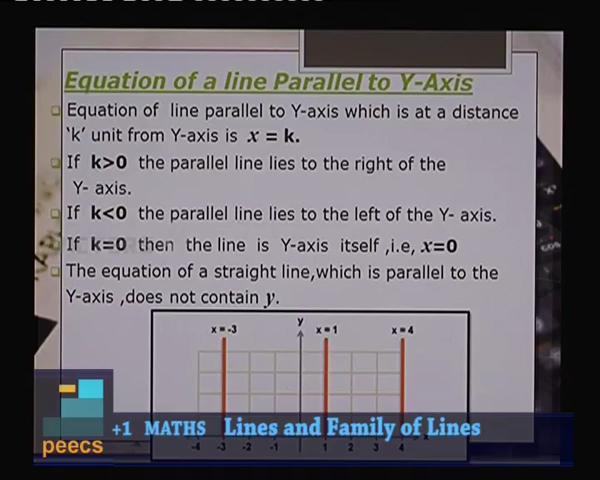 Equation of a line Parallel to Y-Axis
Equation of line parallel to Y-axis which is at a distance
‘k’ unit from Y-axis is x = k.
If k>0 the parallel line lies to the right of the
Y- axis.
If k<0 the parallel line lies to the left of the Y- axis.
If k=0 then the line is Y-axis itself ,i.e, x=0
The equation of a straight line,which is parallel to the
Y-axis ,does not contain y.
y
x=-3 x=1 x=4
+1 MATHS Lines and Family of Lines
peecs
-4 -3 -2 -1 1 2 3 4